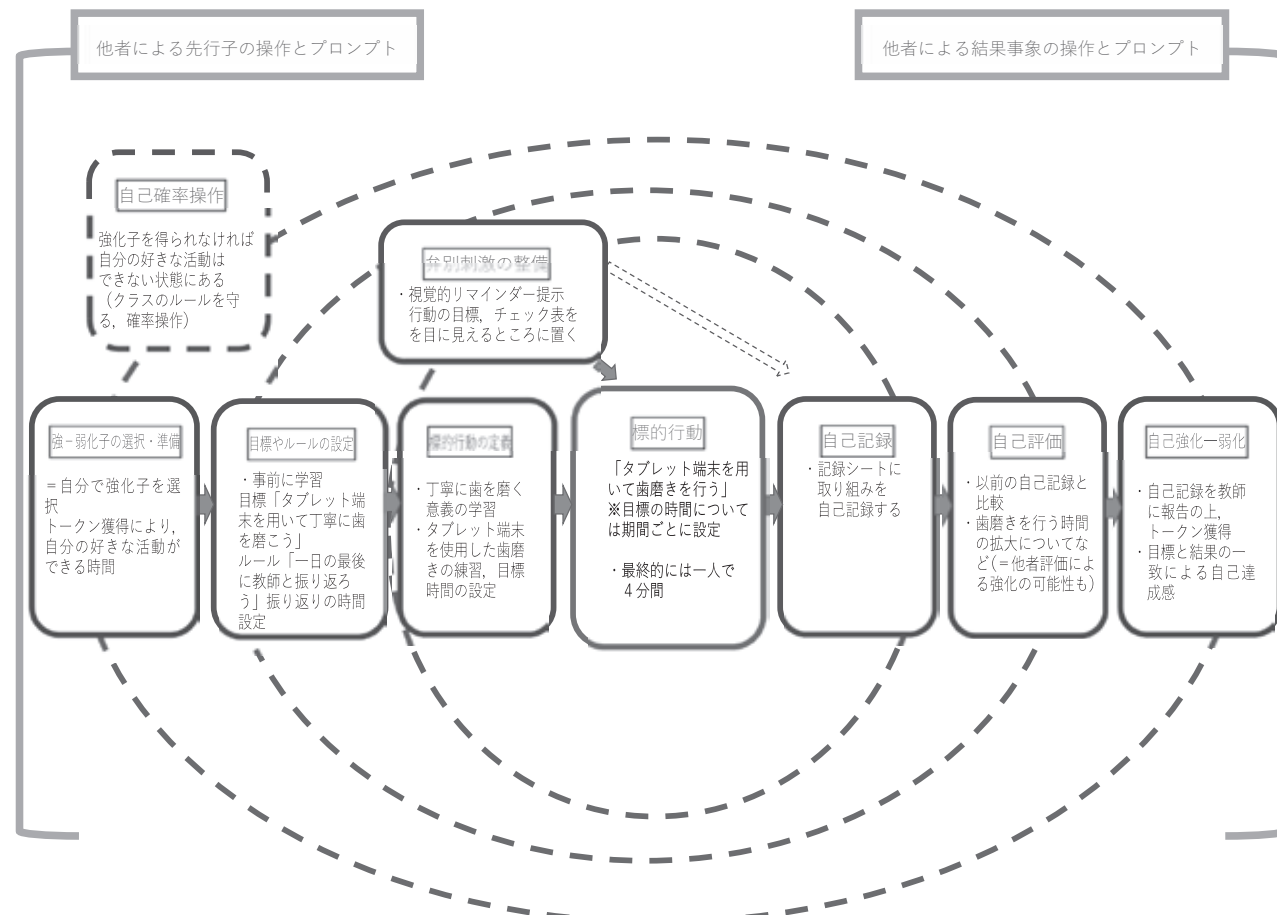 他者による先行子の操作とプロンプト
他者による結果事象の操作とプロンプト
自己確率操作
強化子を得られなければ
自分の好きな活動は
できない状態にある
（クラスのルールを守
る，確率操作）
弁別刺激の整備
・視覚的リマインダー提示
行動の目標，チェック表を
を目に見えるところに置く
強−弱化子の選択・準備
＝自分で強化子を選
択
トークン獲得により，
自分の好きな活動が
できる時間
目標やルールの設定
・事前に学習
目標「タブレット端
末を用いて丁寧に歯
を磨こう」
ルール「一日の最後
に教師と振り返ろ
う」振り返りの時間
設定
標的行動の定義
・丁寧に歯を磨く
意義の学習
・タブレット端末
を使用した歯磨
きの練習，目標
時間の設定
標的行動
「タブレット端末を用
いて歯磨きを行う」
※目標の時間について
は期間ごとに設定
・最終的には一人で
４分間
自己記録
・記録シートに
取り組みを
自己記録する
自己評価
・以前の自己記録と
比較
・歯磨きを行う時間
の拡大についてな
ど(＝他者評価によ
る強化の可能性も)
自己強化ー弱化
・自己記録を教師
に報告の上，
トークン獲得
・目標と結果の一
致による自己達
成感